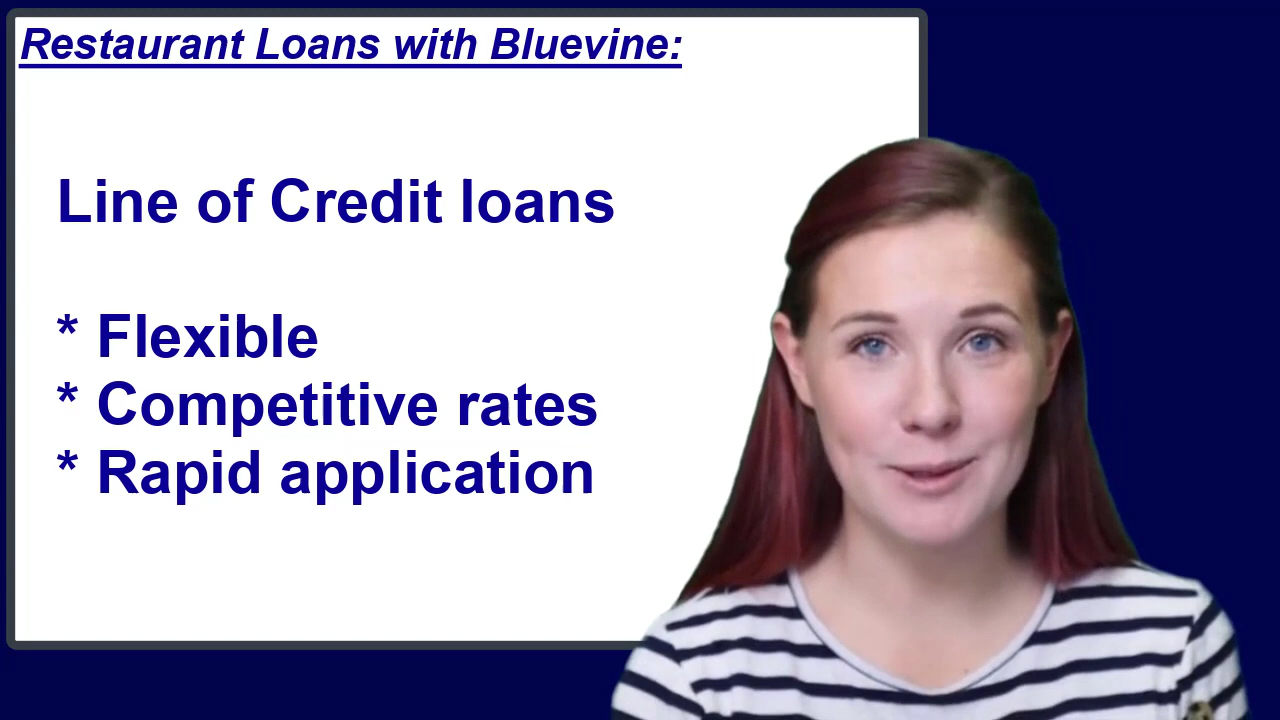 Restaurant Loans with Bluevine:
Line of Credit loans
* Flexible
* Competitive rates
* Rapid application